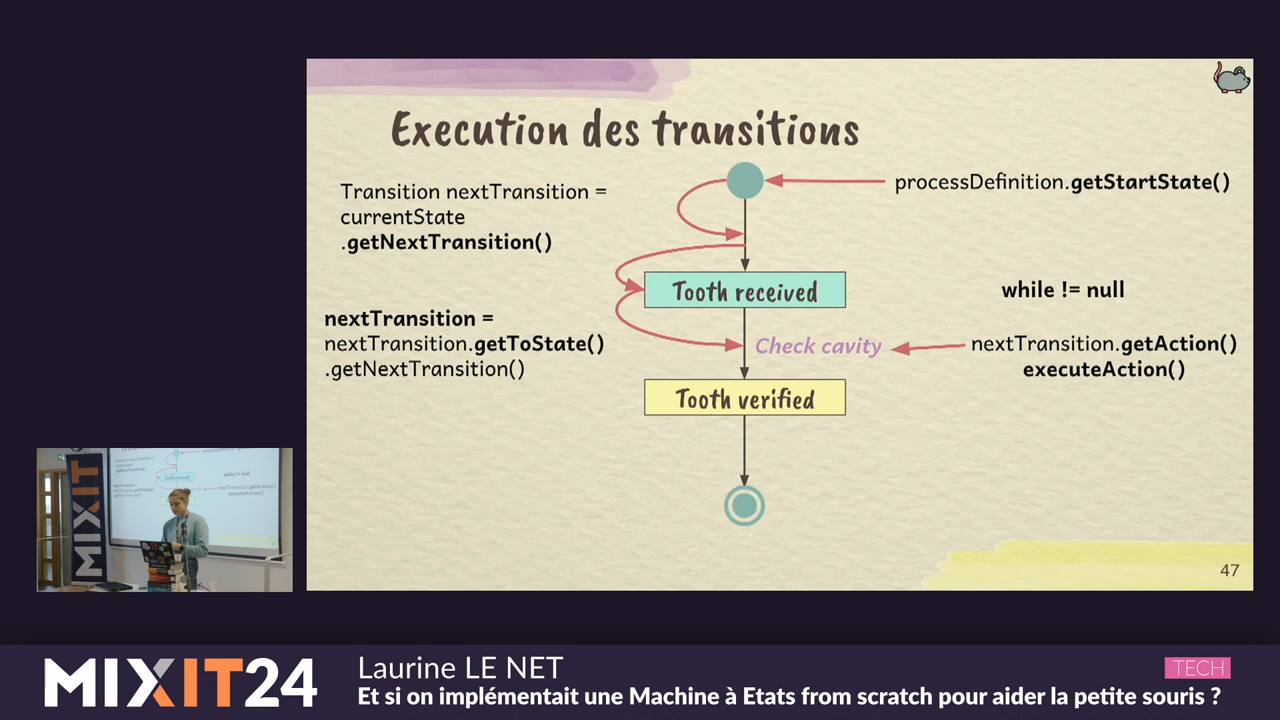 Execution des transitions
Transition nextTransition =
currentState
.getNextTransition()
processDefinition.getStartState()
Tooth received
while != null
nextTransition =
nextTransition.getToState()
.getNextTransition()
Check cavity
nextTransition.getAction()
executeAction()
Tooth verified
47
MIXIT
MIXIT24
Laurine LE NET
TECH
Et si on implémentait une Machine à Etats from scratch pour aider la petite souris ?